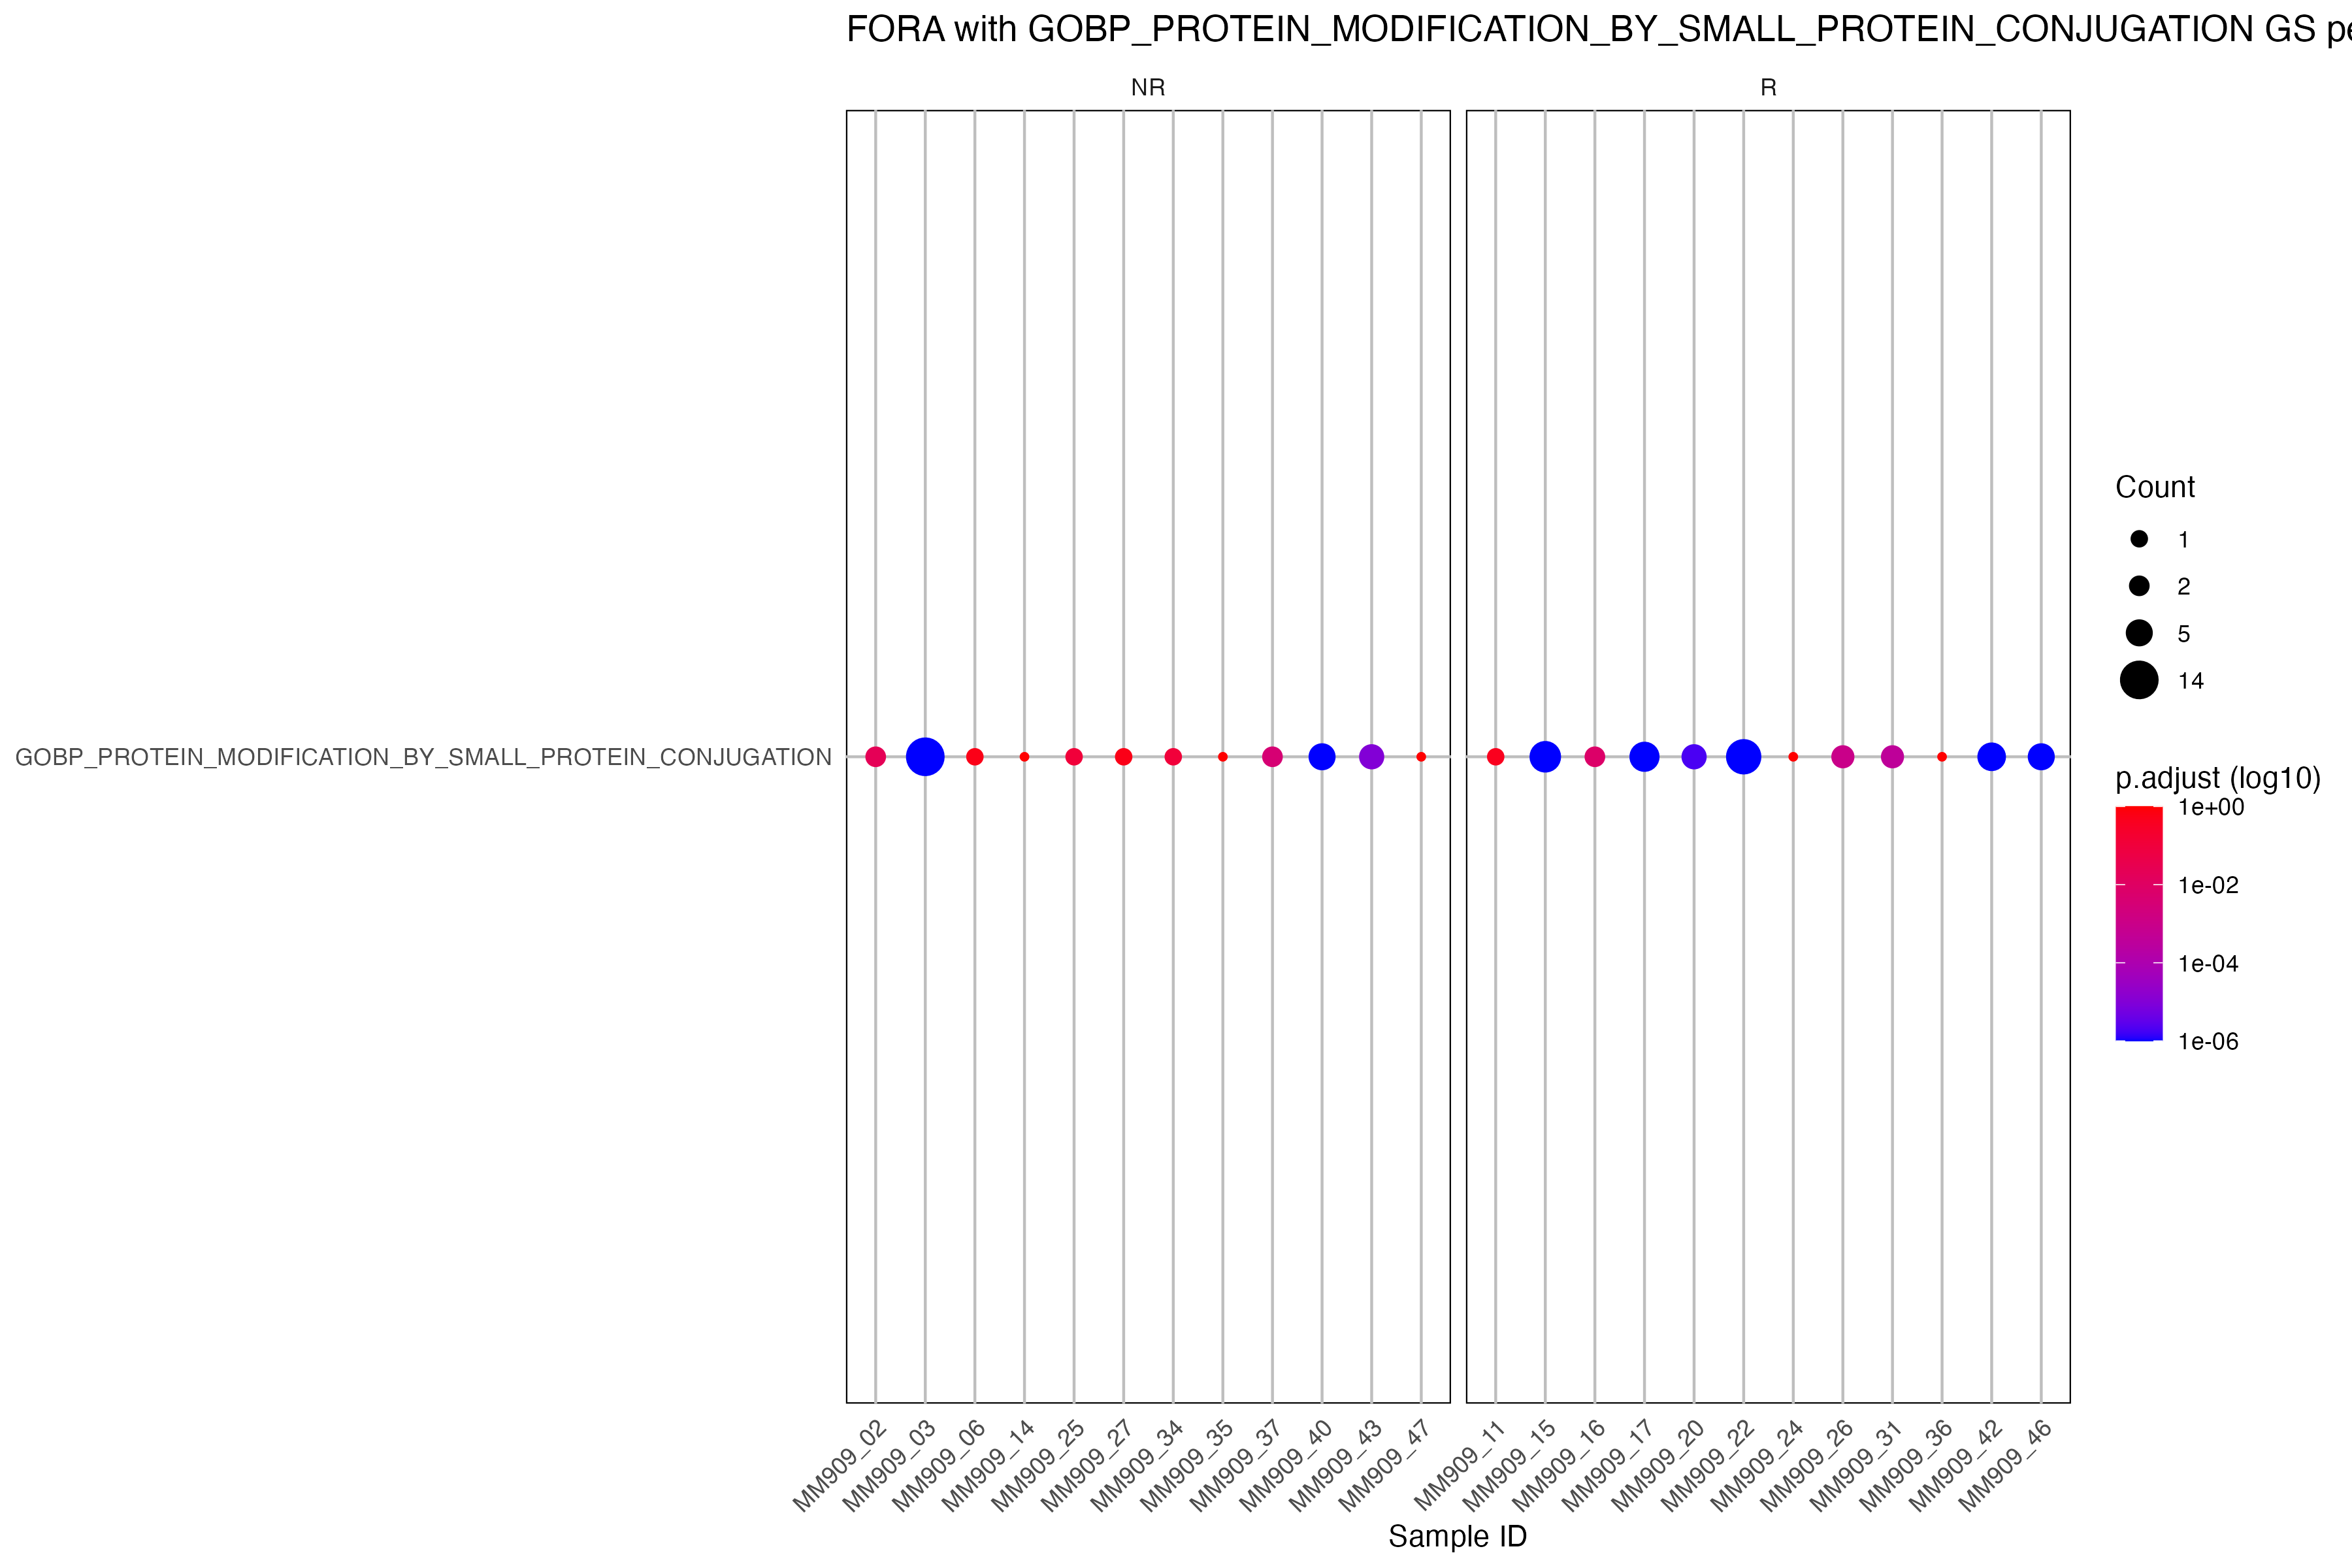 FORA with GOBP_PROTEIN_MODIFICATION_BY_SMALL_PROTEIN_CONJUGATION GS pe
NR
R
GOBP_PROTEIN_MODIFICATION_BY_SMALL_PROTEIN_CONJUGATION
MM909_02
MM909_03
MM909_06
MM909_14
MM909_25
MM909_27
MM909_34
MM909_35
MM909_37
MM909_40
MM909_43
MM909_47
MM909_11
MM909_15
MM909_16
MM909_17
MM909_20
MM909_22
MM909_24
MM909_26
MM909_31
MM909_36
MM909_42
MM909_46
Sample ID
Count
1
2
5
14
p.adjust (log10)
1e+00
1e-02
1e-04
1e-06